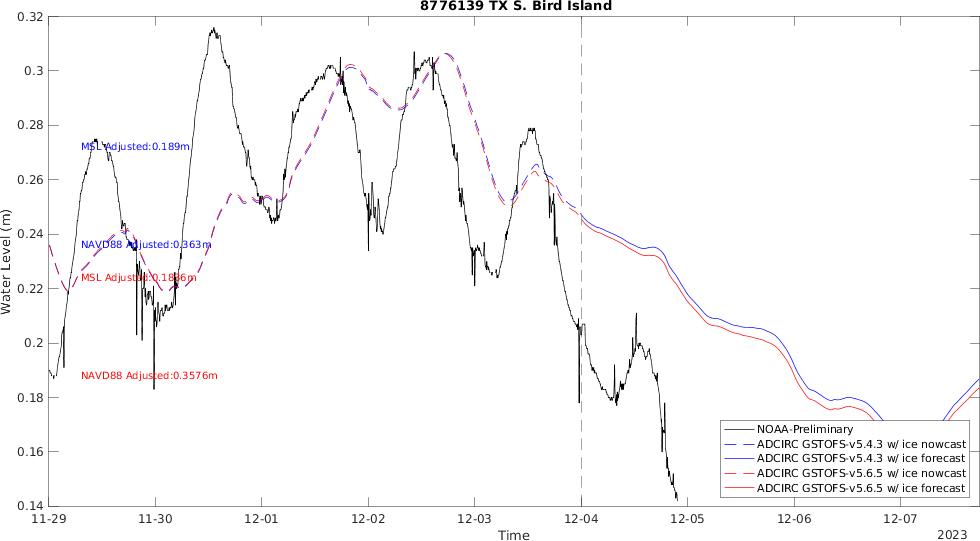 8776139 TX S. Bird Island
0.32
0.3
0.28
0.26
0.24
0.22
0.2
0.18
0.16
0.14
Water Level (m)
MSL Adjusted:0.189m
NAVD88 Adjusted:0.363m
MSL Adjusted:0.1836m
NAVD88 Adjusted:0.3576m
NOAA-Preliminary
ADCIRC GSTOFS-v5.4.3 w/ ice nowcast
ADCIRC GSTOFS-v5.4.3 w/ ice forecast
ADCIRC GSTOFS-v5.6.5 w/ ice nowcast
ADCIRC GSTOFS-v5.6.5 w/ ice forecast
11-29 11-30 12-01 12-02 12-03 12-04 12-05 12-06 12-07
Time
2023